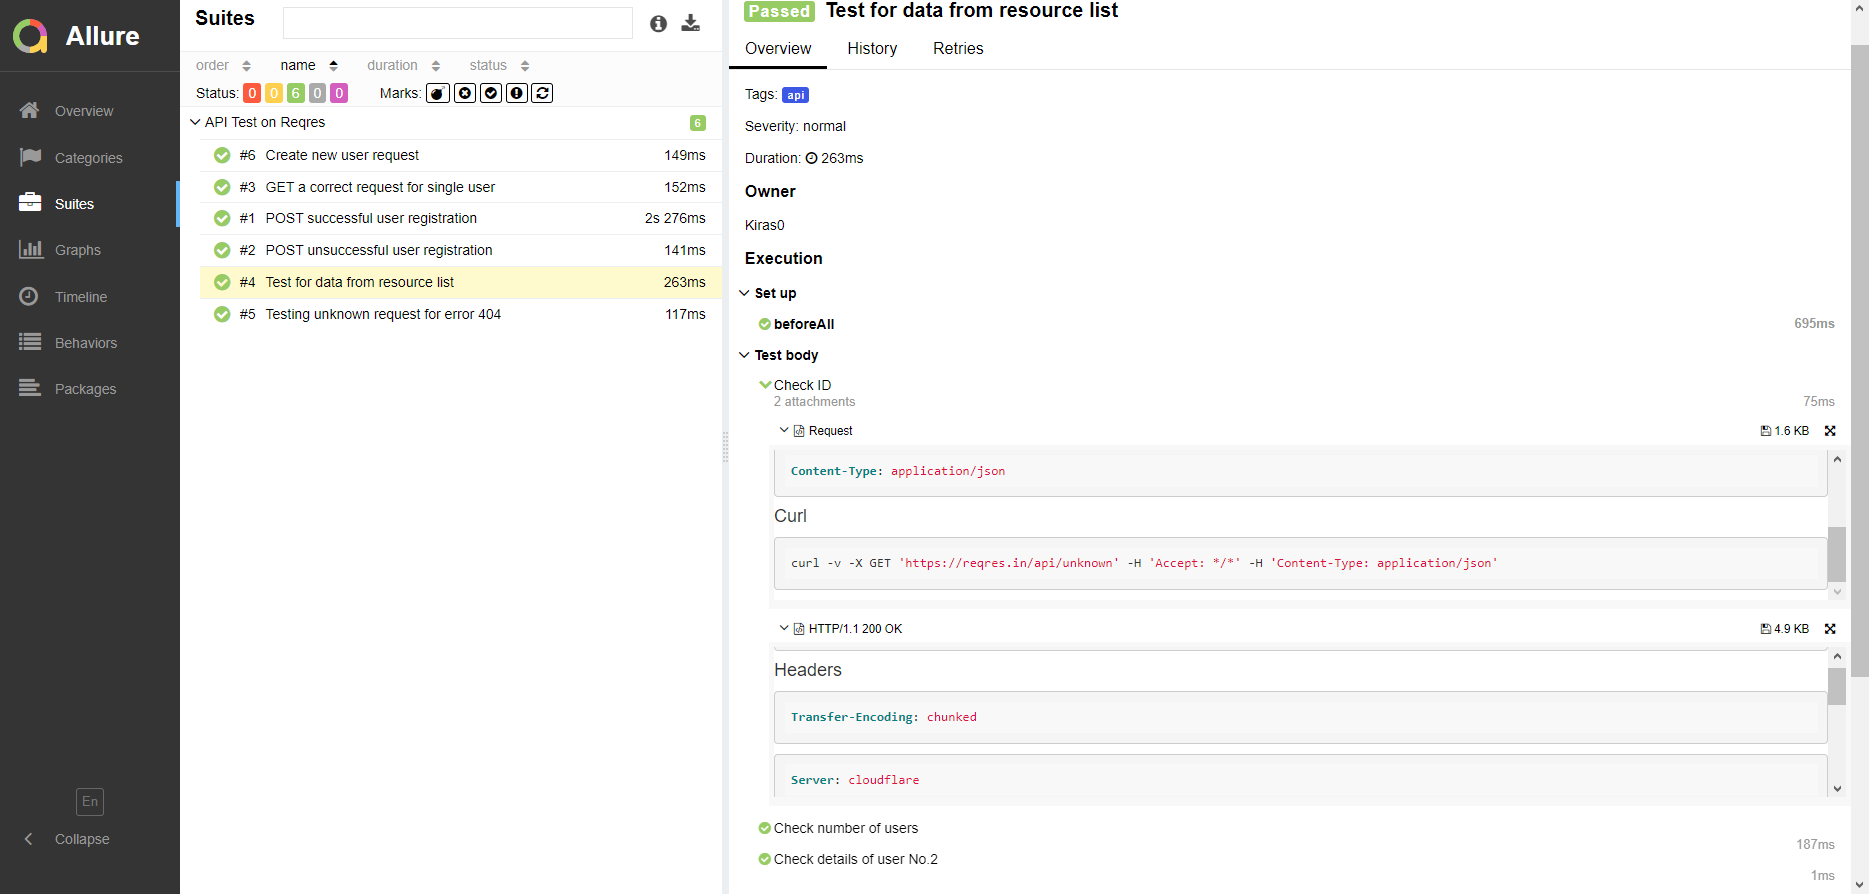 Allure
Overview
Categories
Suites
Graphs
Timeline
Behaviors
Packages
En
Collapse
Suites
order name duration status
Status: 0 0 6 0 0 Marks:
API Test on Reqres 6
#6 Create new user request 149ms
#3 GET a correct request for single user 152ms
#1 POST successful user registration 2s 276ms
#2 POST unsuccessful user registration 141ms
#4 Test for data from resource list 263ms
#5 Testing unknown request for error 404 117ms
Passed Test for data from resource list
Overview History Retries
Tags: api
Severity: normal
Duration: 263ms
Owner
Kiras0
Execution
Set up
beforeAll 695ms
Test body
Check ID
2 attachments 75ms
Request 1.6 KB
Content-Type: application/json
Curl
curl -v -X GET 'https://reqres.in/api/unknown' -H 'Accept: */*' -H 'Content-Type: application/json'
HTTP/1.1 200 OK 4.9 KB
Headers
Transfer-Encoding: chunked
Server: cloudflare
Check number of users
187ms
Check details of user No.2
1ms